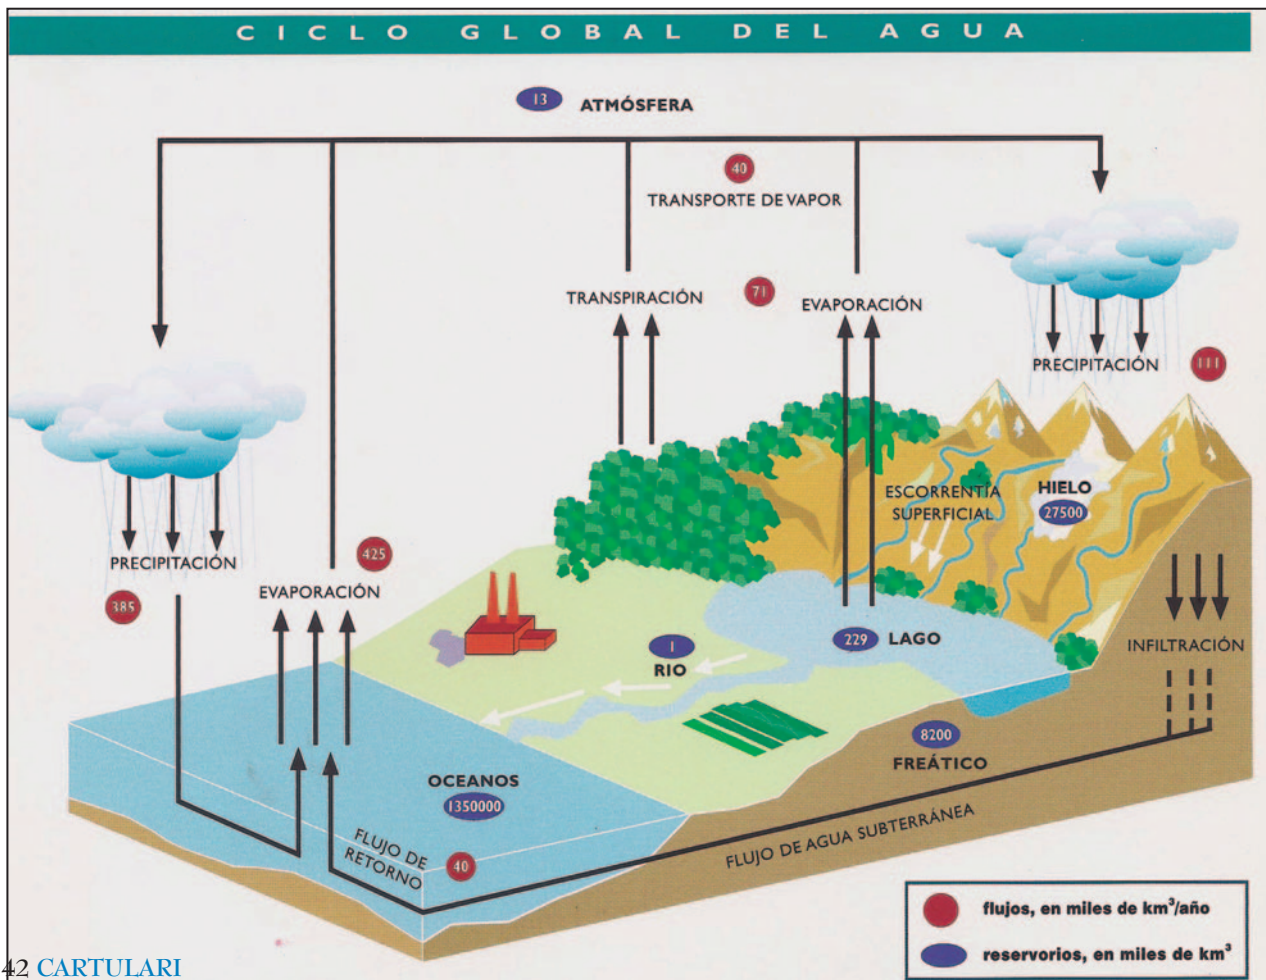 CICLO GLOBAL DEL AGUA
13 ATMÓSFERA
40
TRANSPORTE DE VAPOR
TRANSPIRACIÓN
71
EVAPORACIÓN
PRECIPITACIÓN
111
ESCORRENTÍA
SUPERFICIAL
HIELO
27500
PRECIPITACIÓN
385
425
EVAPORACIÓN
1
RIO
229 LAGO
INFILTRACIÓN
8200
FREÁTICO
OCEANOS
1350000
FLUJO DE
RETORNO
40
FLUJO DE AGUA SUBTERRÁNEA
flujos, en miles de km³/año
reservorios, en miles de km³
42 CARTULARI